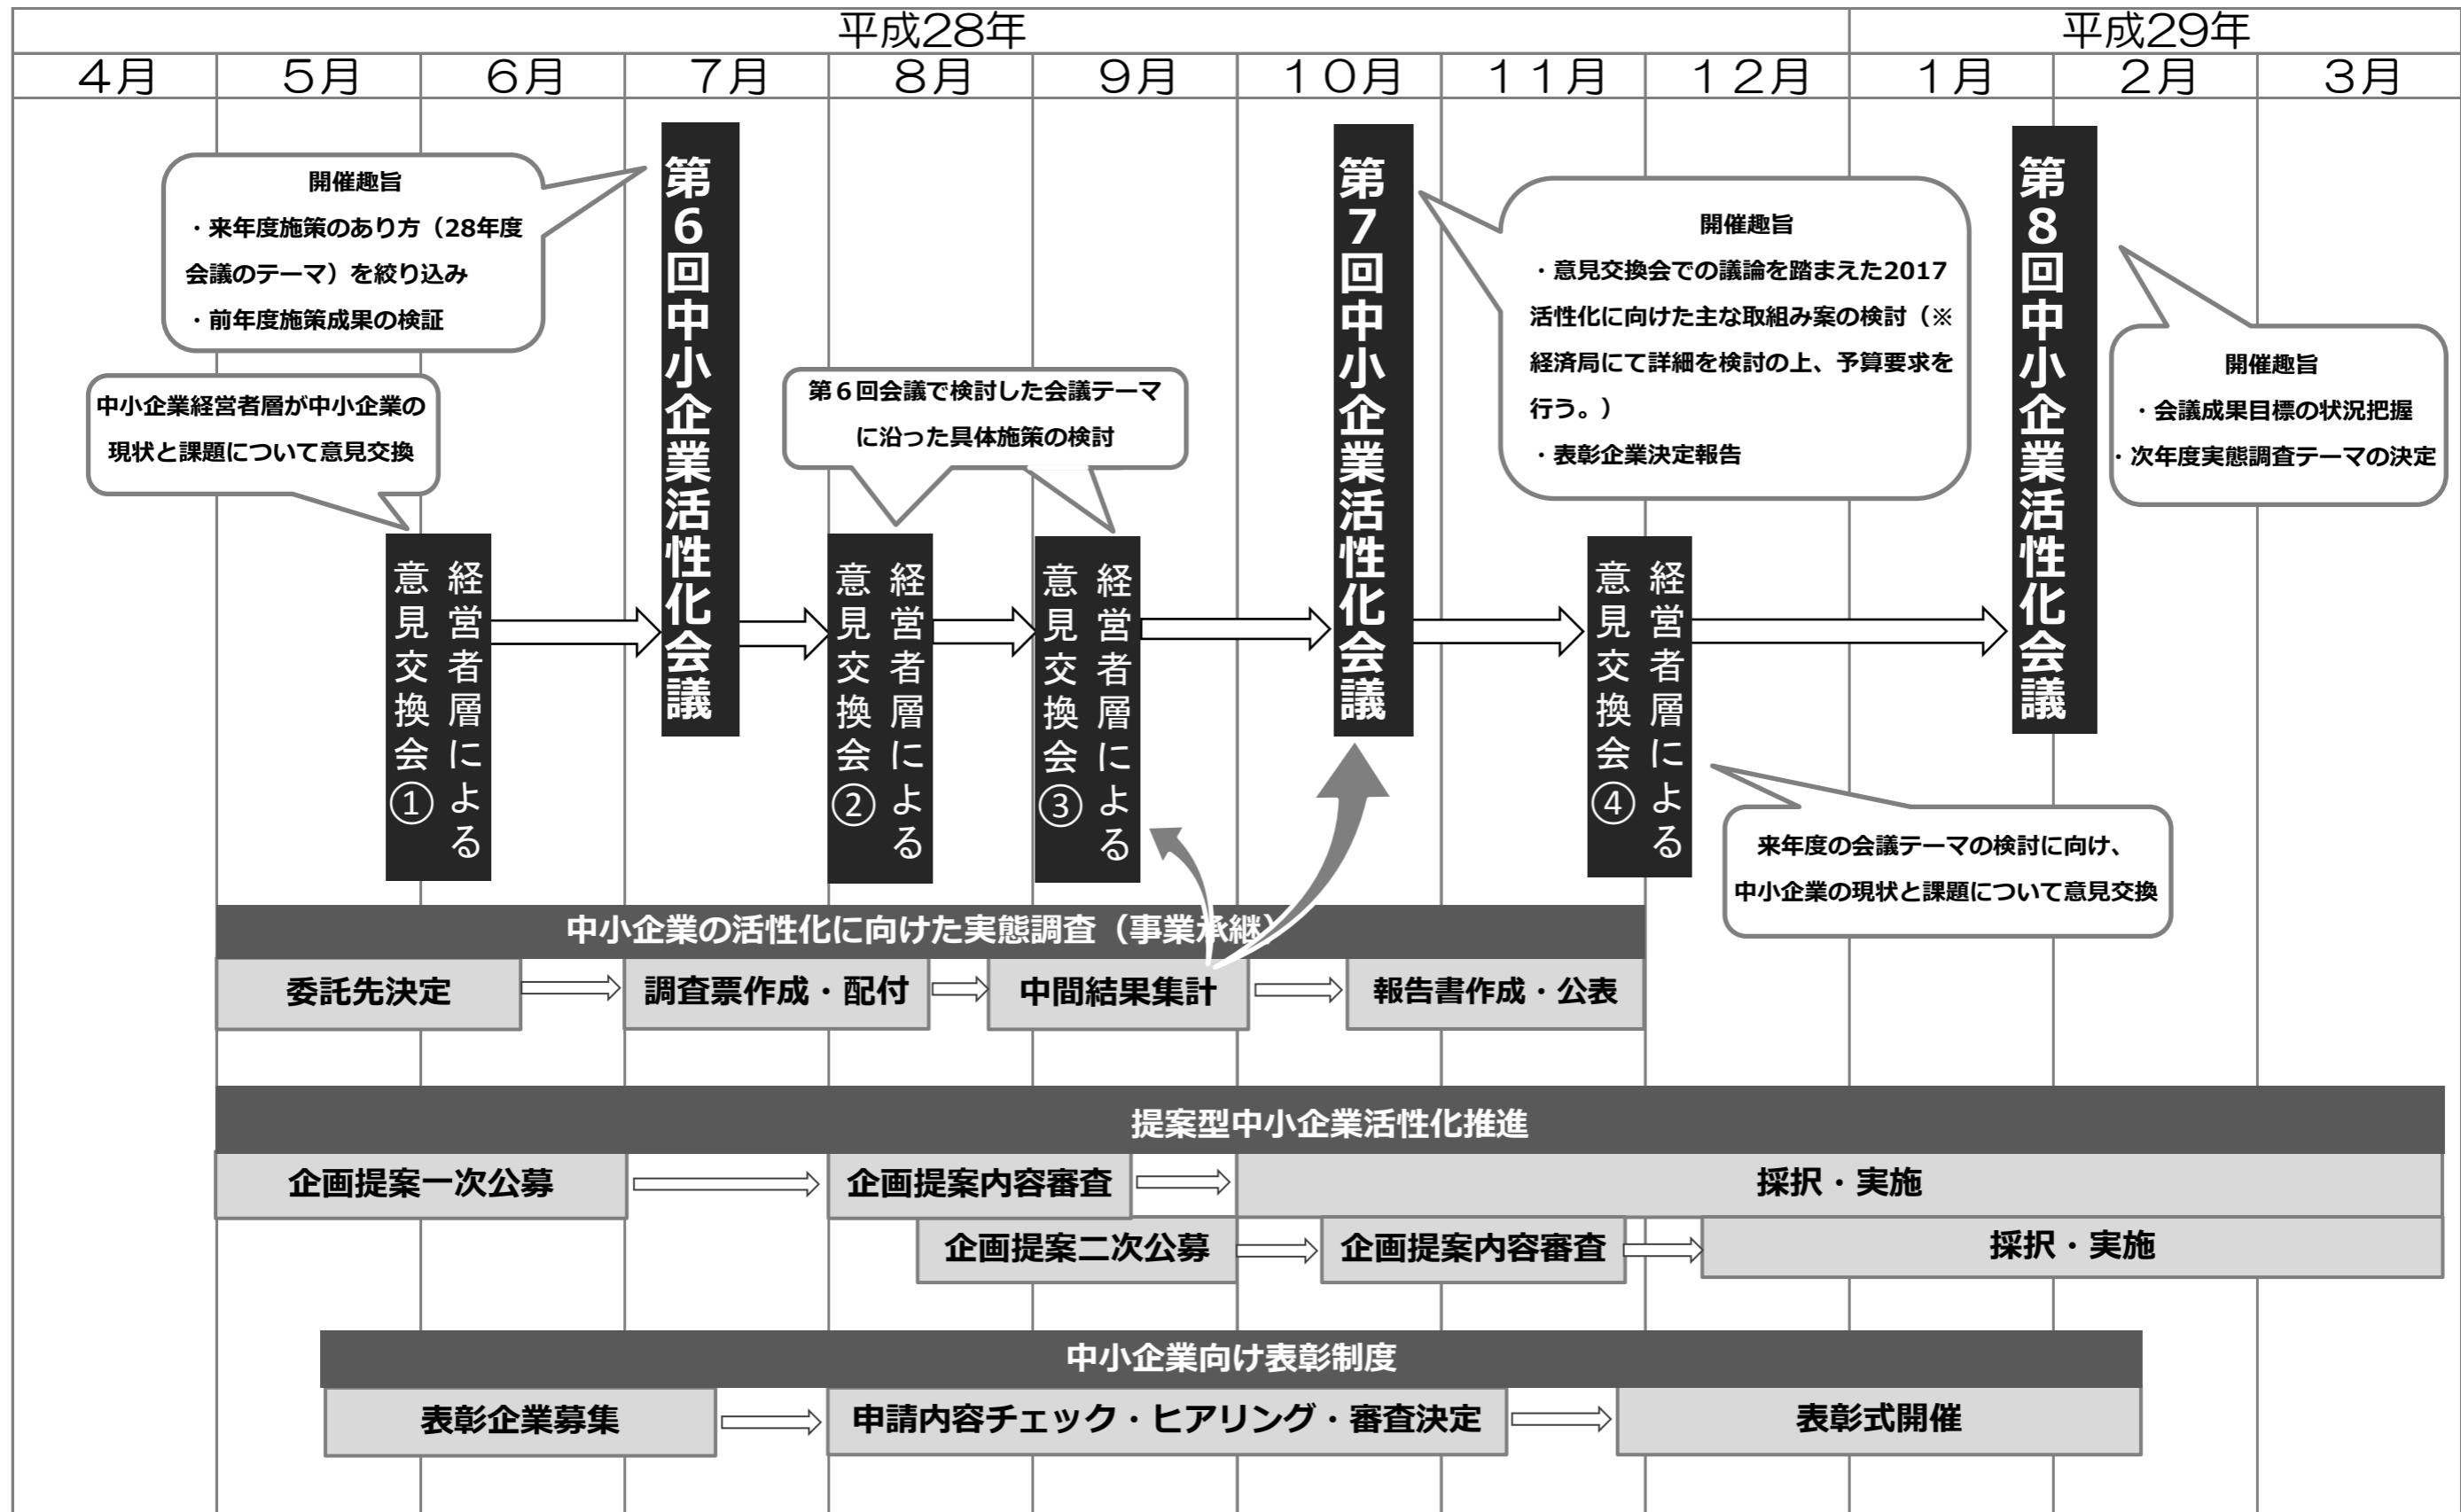 平成28年
平成29年
4月
5月
6月
7月
8月
9月
10月
11月
12月
1月
2月
3月
開催趣旨
・来年度施策のあり方（28年度
会議のテーマ）を絞り込み
・前年度施策成果の検証
中小企業経営者層が中小企業の
現状と課題について意見交換
経営者層による
意見交換会①
第6回中小企業活性化会議
第６回会議で検討した会議テーマ
に沿った具体施策の検討
経営者層による
意見交換会②
経営者層による
意見交換会③
第7回中小企業活性化会議
開催趣旨
・意見交換会での議論を踏まえた2017
活性化に向けた主な取組み案の検討（※
経済局にて詳細を検討の上、予算要求を
行う。）
・表彰企業決定報告
経営者層による
意見交換会④
来年度の会議テーマの検討に向け、
中小企業の現状と課題について意見交換
第8回中小企業活性化会議
開催趣旨
・会議成果目標の状況把握
・次年度実態調査テーマの決定
中小企業の活性化に向けた実態調査（事業承継）
委託先決定
調査票作成・配付
中間結果集計
報告書作成・公表
提案型中小企業活性化推進
企画提案一次公募
企画提案内容審査
採択・実施
企画提案二次公募
企画提案内容審査
採択・実施
中小企業向け表彰制度
表彰企業募集
申請内容チェック・ヒアリング・審査決定
表彰式開催